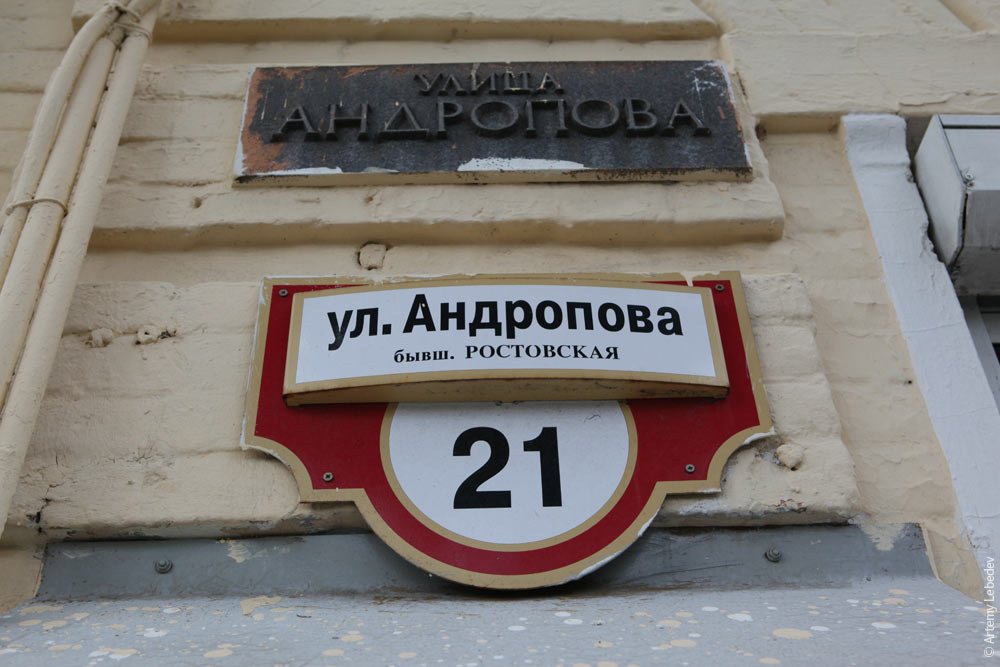 УЛИЦА
АНДРОПОВА
ул. Андропова
бывш. РОСТОВСКАЯ
21
© Artemy Lebedev